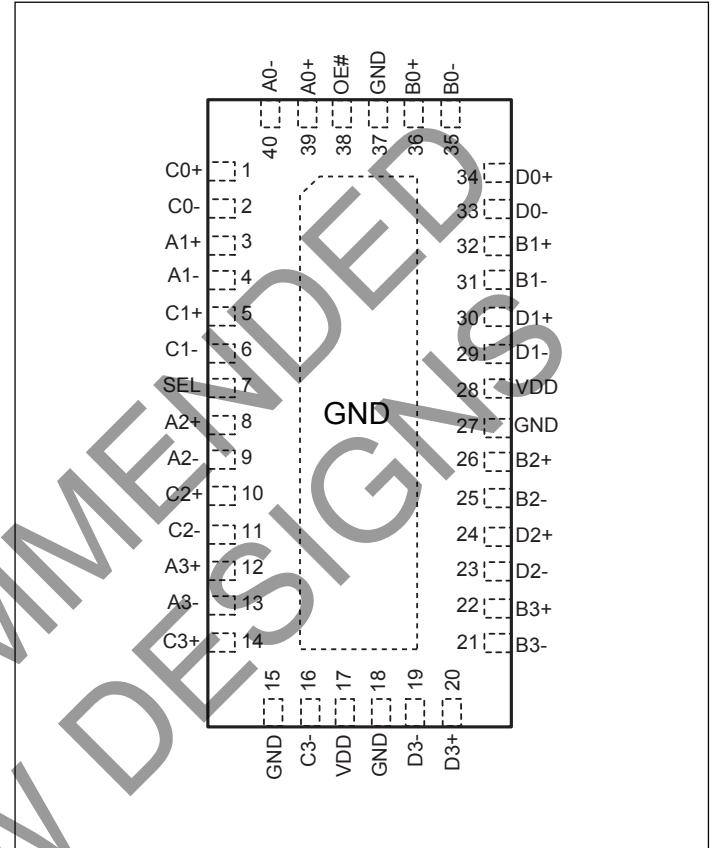 A0- A0+ OE# GND B0+ B0-
40 39 38 37 36 35
C0+ 1 34 D0+
C0- 2 33 D0-
A1+ 3 32 B1+
A1- 4 31 B1-
C1+ 5 30 D1+
C1- 6 29 D1-
SEL 7 28 VDD
A2+ 8 GND 27 GND
A2- 9 26 B2+
C2+ 10 25 B2-
C2- 11 24 D2+
A3+ 12 23 D2-
A3- 13 22 B3+
C3+ 14 21 B3-
15 16 17 18 19 20
GND C3- VDD GND D3- D3+
MMENDED
DESIGNS